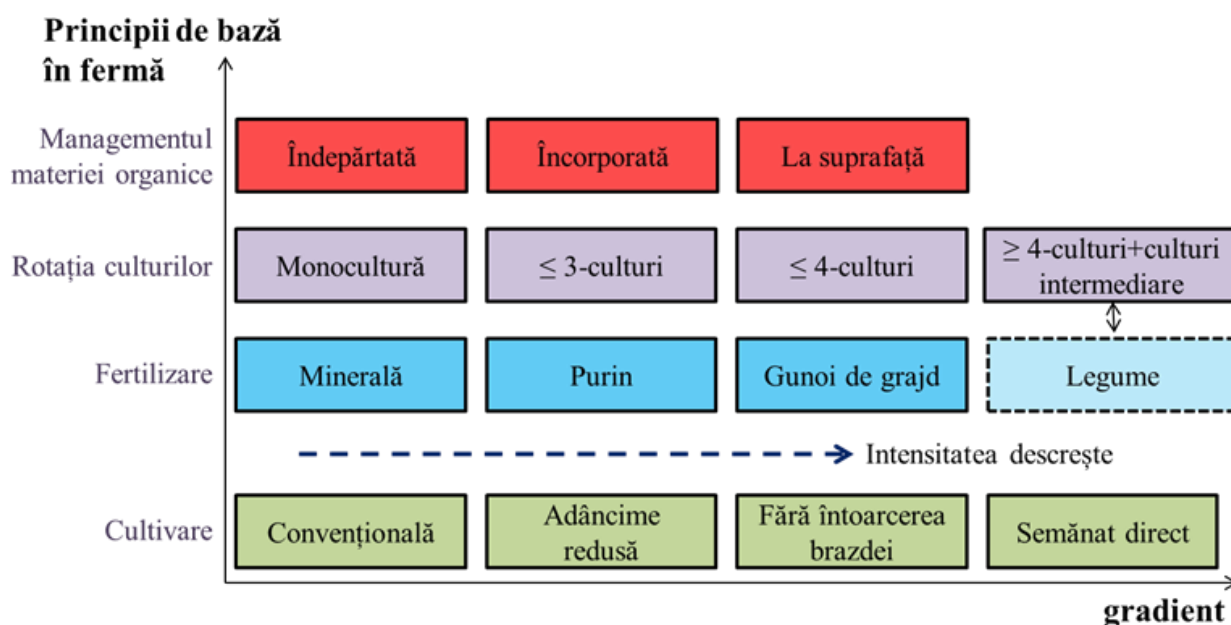 Principii de bază
în fermă
Managementul
materiei organice
Îndepărtată
Încorporată
La suprafață
Rotația culturilor
Monocultură
≤ 3-culturi
≤ 4-culturi
≥ 4-culturi+culturi
intermediare
Fertilizare
Minerală
Purin
Gunoi de grajd
Legume
Intensitatea descrește
Cultivare
Convențională
Adâncime
redusă
Fără întoarcerea
brazdei
Semănat direct
gradient